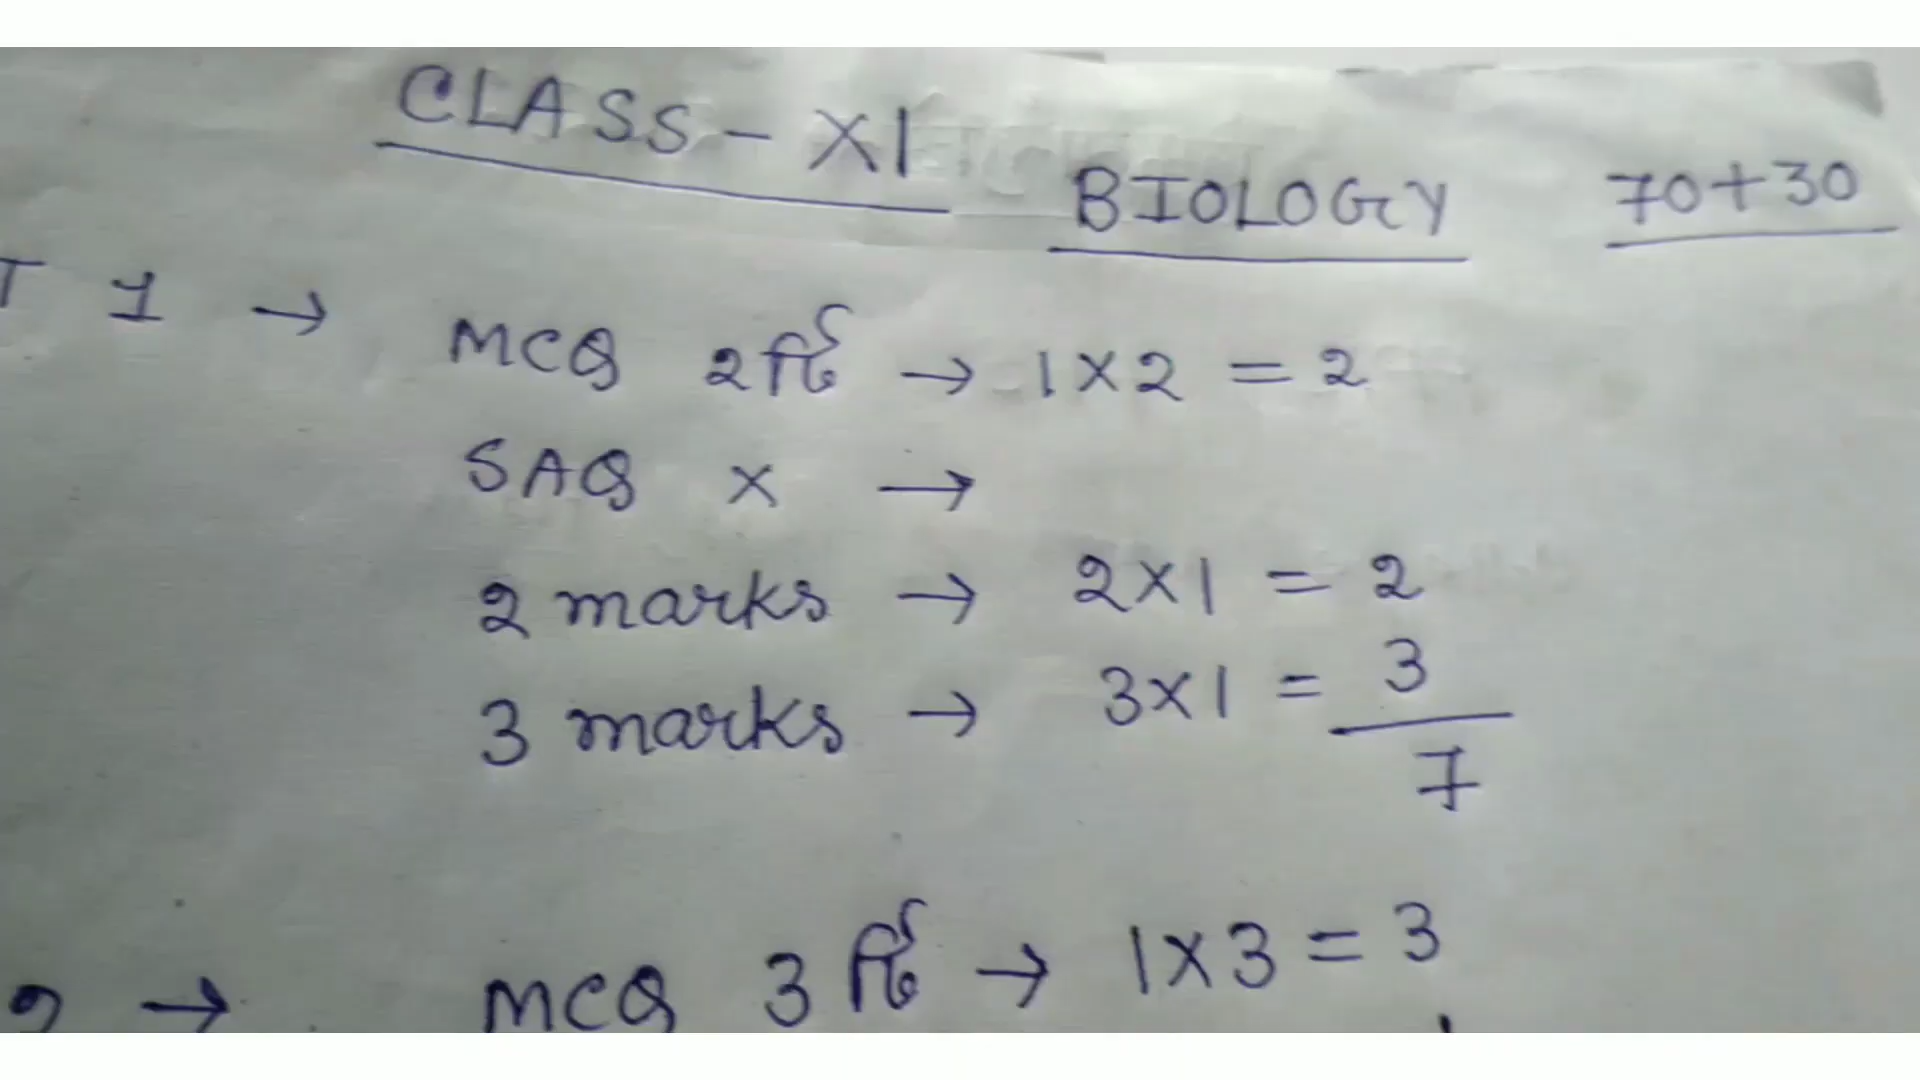 CLASS - XI
BIOLOGY 70+30
T 1 → MCQ 2টি → 1×2 = 2
SAQ × →
2 marks → 2×1 = 2
3 marks → 3×1 = 3
7
2 → MCQ 3টি → 1×3 = 3